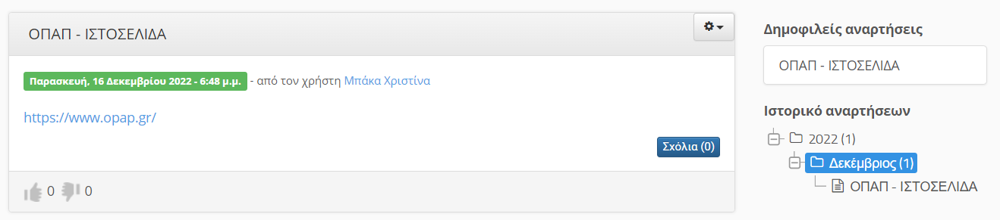 ΟΠΑΠ - ΙΣΤΟΣΕΛΙΔΑ
Παρασκευή, 16 Δεκεμβρίου 2022 - 6:48 μ.μ. - από τον χρήστη Μπάκα Χριστίνα
https://www.opap.gr/
Σχόλια (0)
0 0
Δημοφιλείς αναρτήσεις
ΟΠΑΠ - ΙΣΤΟΣΕΛΙΔΑ
Ιστορικό αναρτήσεων
2022 (1)
Δεκέμβριος (1)
ΟΠΑΠ - ΙΣΤΟΣΕΛΙΔΑ